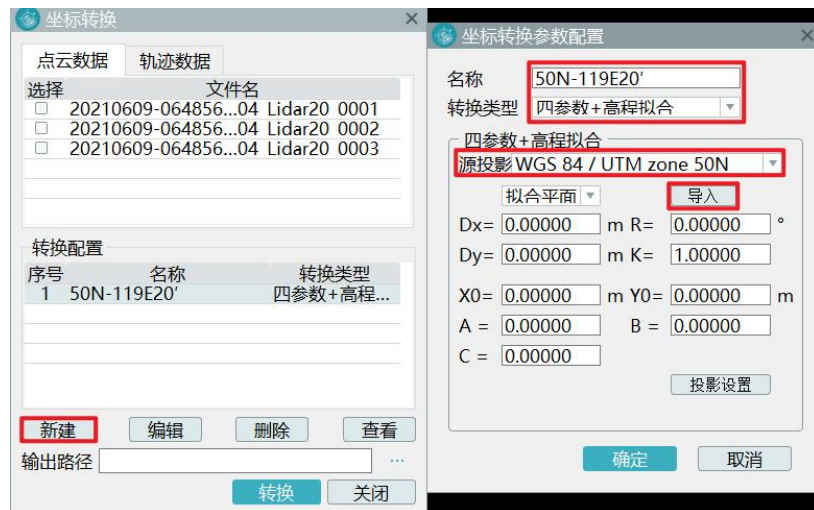 坐标转换
点云数据 轨迹数据
选择 文件名
20210609-064856...04 Lidar20 0001
20210609-064856...04 Lidar20 0002
20210609-064856...04 Lidar20 0003
转换配置
序号 名称 转换类型
1 50N-119E20′ 四参数+高程...
新建 编辑 删除 查看
输出路径 ...
转换 关闭
坐标转换参数配置
名称 50N-119E20′
转换类型 四参数+高程拟合
四参数+高程拟合
源投影 WGS 84 / UTM zone 50N
拟合平面 导入
Dx= 0.00000 m R= 0.00000 °
Dy= 0.00000 m K= 1.00000
X0= 0.00000 m Y0= 0.00000 m
A = 0.00000 B = 0.00000
C = 0.00000
投影设置
确定 取消